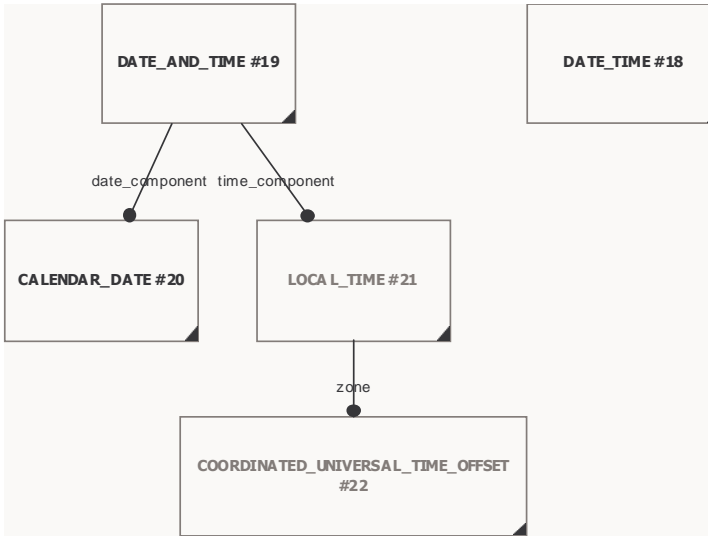 DATE_AND_TIME #19
DATE_TIME #18
date_component
time_component
CALENDAR_DATE #20
LOCAL_TIME #21
zone
COORDINATED_UNIVERSAL_TIME_OFFSET
#22